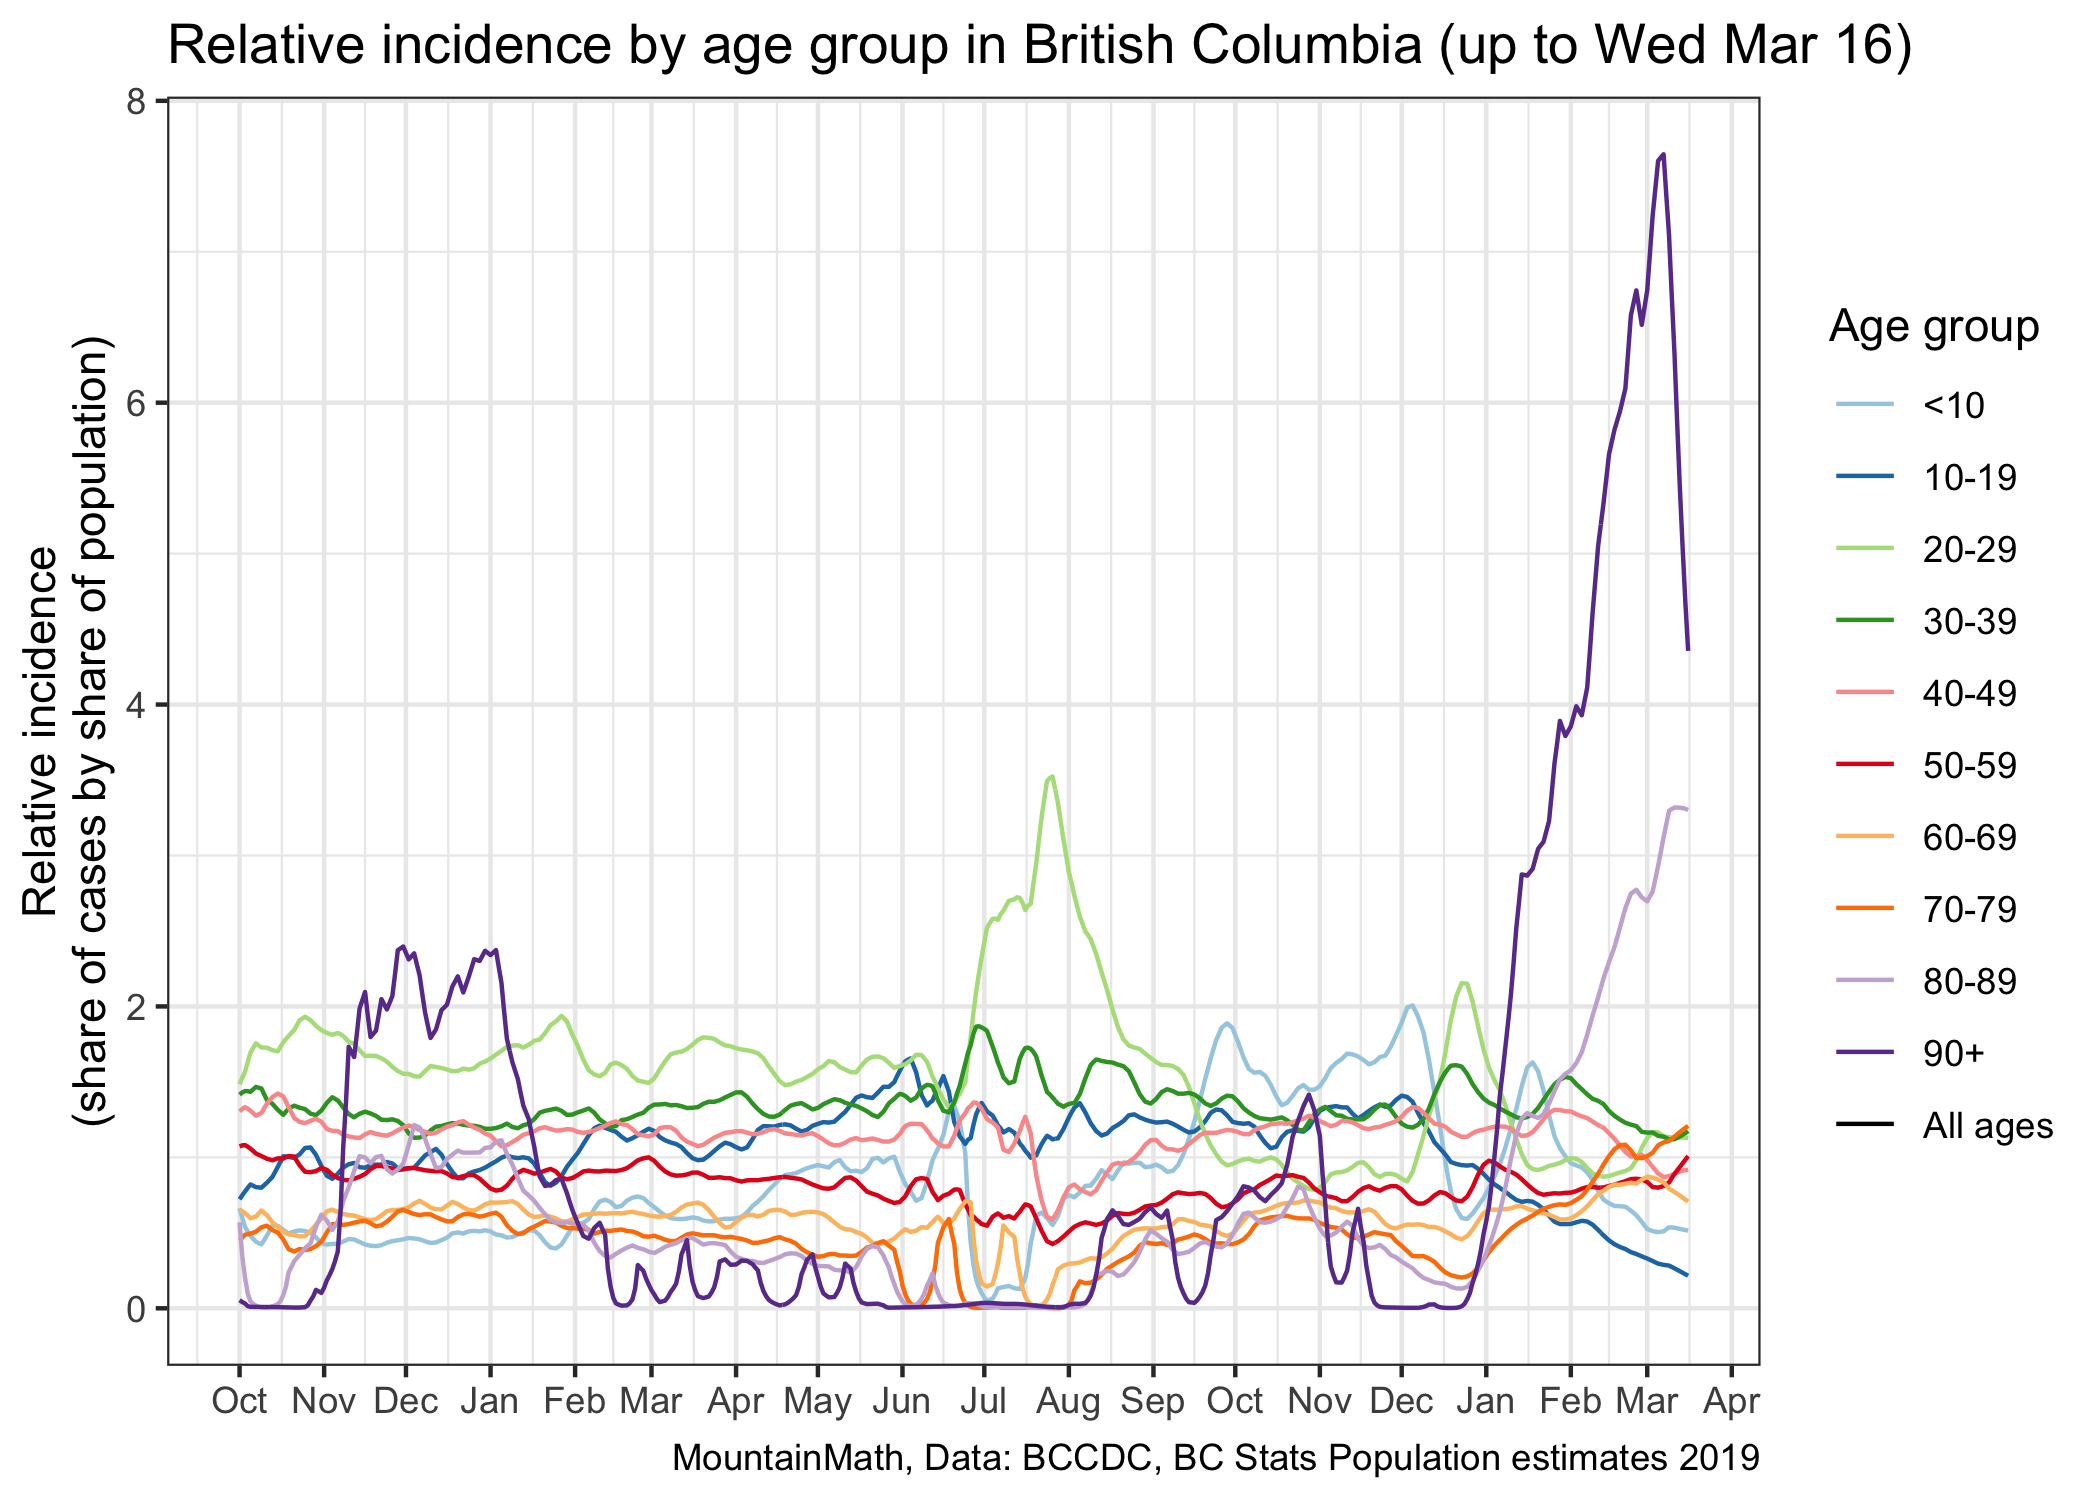 Relative incidence by age group in British Columbia (up to Wed Mar 16)
Relative incidence
(share of cases by share of population)
8
6
4
2
0
Oct Nov Dec Jan Feb Mar Apr May Jun Jul Aug Sep Oct Nov Dec Jan Feb Mar Apr
Age group
<10
10-19
20-29
30-39
40-49
50-59
60-69
70-79
80-89
90+
All ages
MountainMath, Data: BCCDC, BC Stats Population estimates 2019